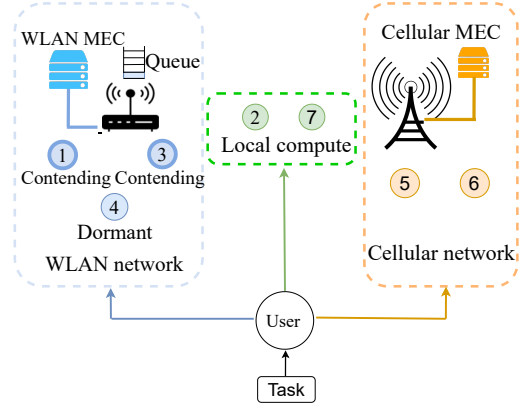 WLAN MEC
Queue
Cellular MEC
1
3
Contending
Contending
4
Dormant
WLAN network
2
7
Local compute
5
6
Cellular network
User
Task